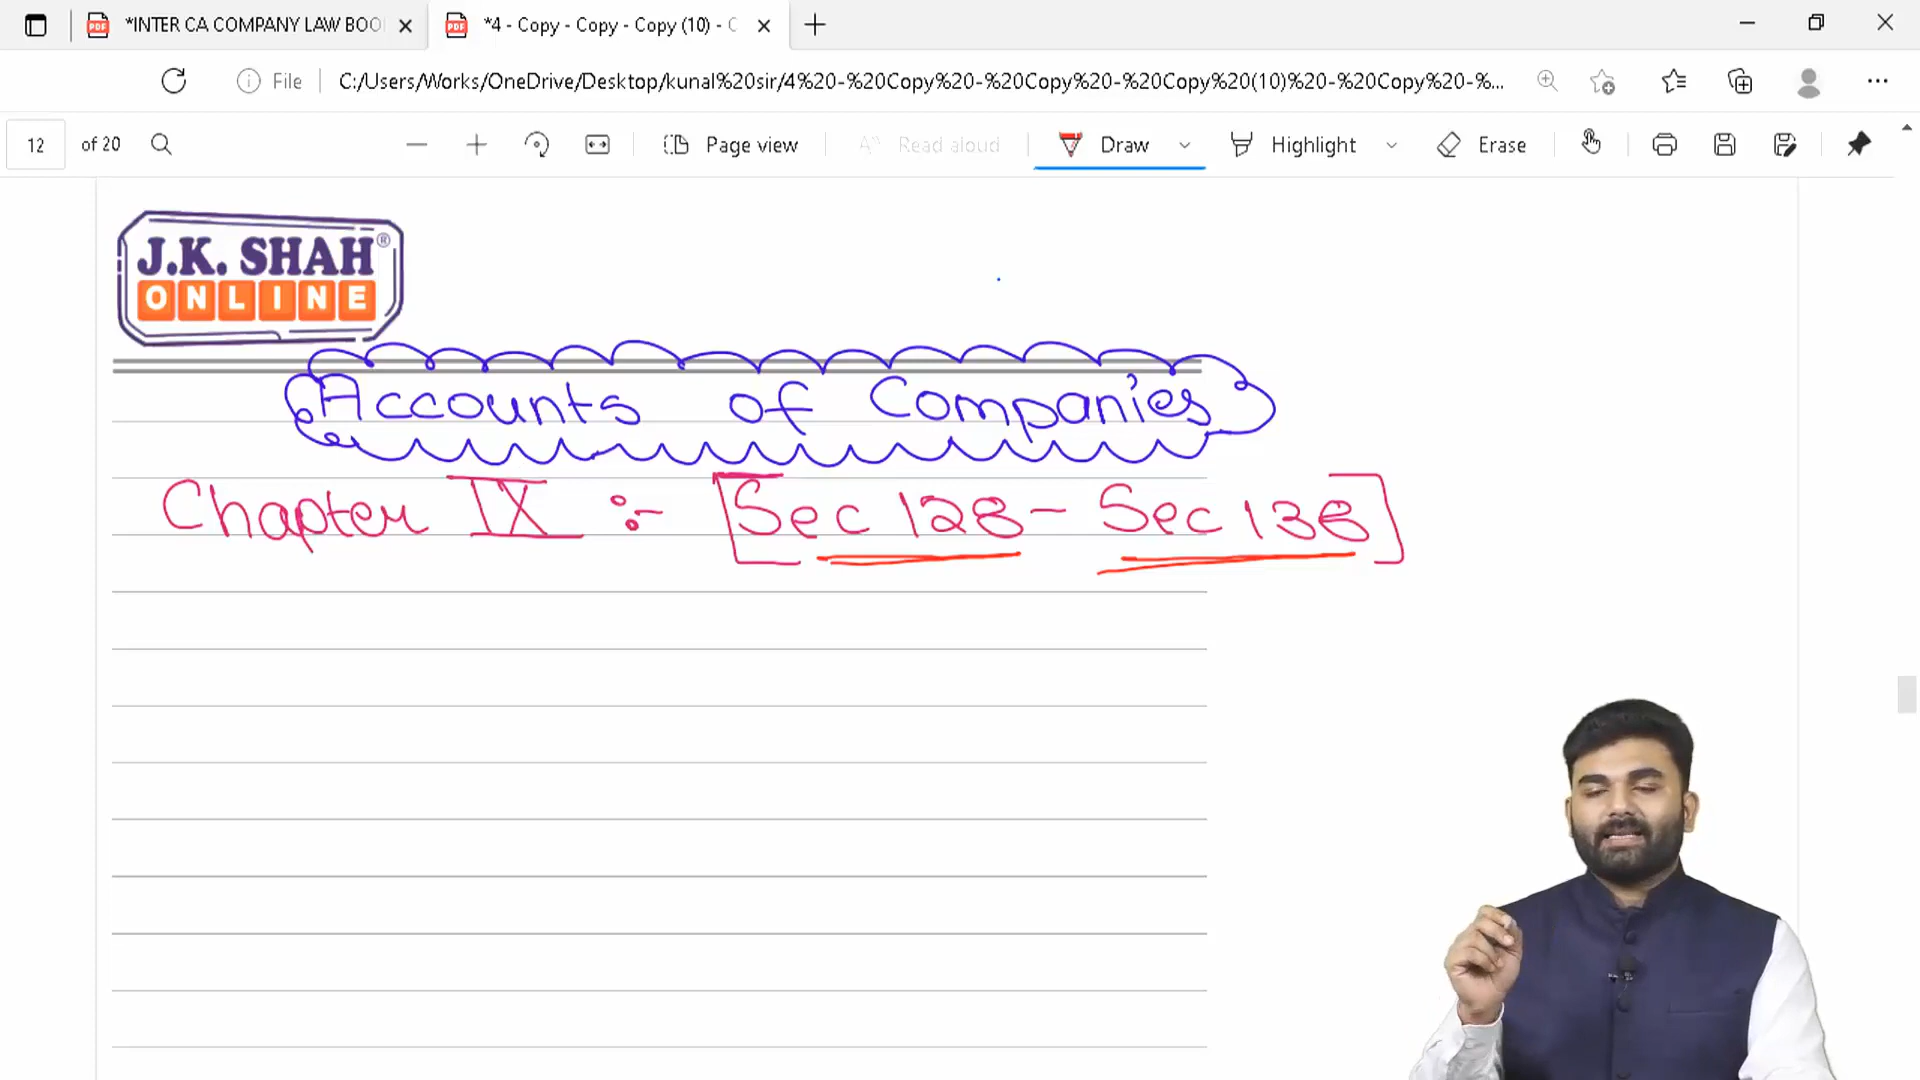 *INTER CA COMPANY LAW BOO
*4 - Copy - Copy - Copy (10) - C
File
C:/Users/Works/OneDrive/Desktop/kunal%20sir/4%20-%20Copy%20-%20Copy%20-%20Copy%20(10)%20-%20Copy%20-%...
12 of 20
Page view
Read aloud
Draw
Highlight
Erase
J.K. SHAH®
ONLINE
Accounts of Companies
Chapter IX :- [Sec 128 - Sec 138]